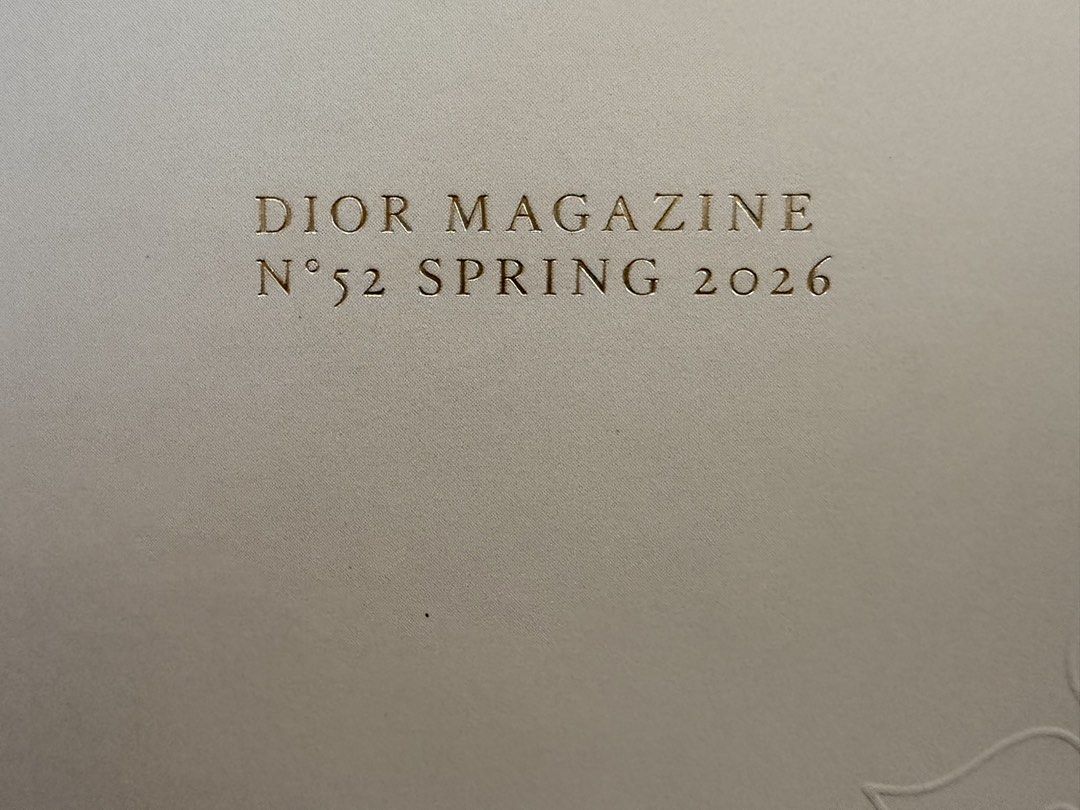 DIOR MAGAZINE
N°52 SPRING 2026